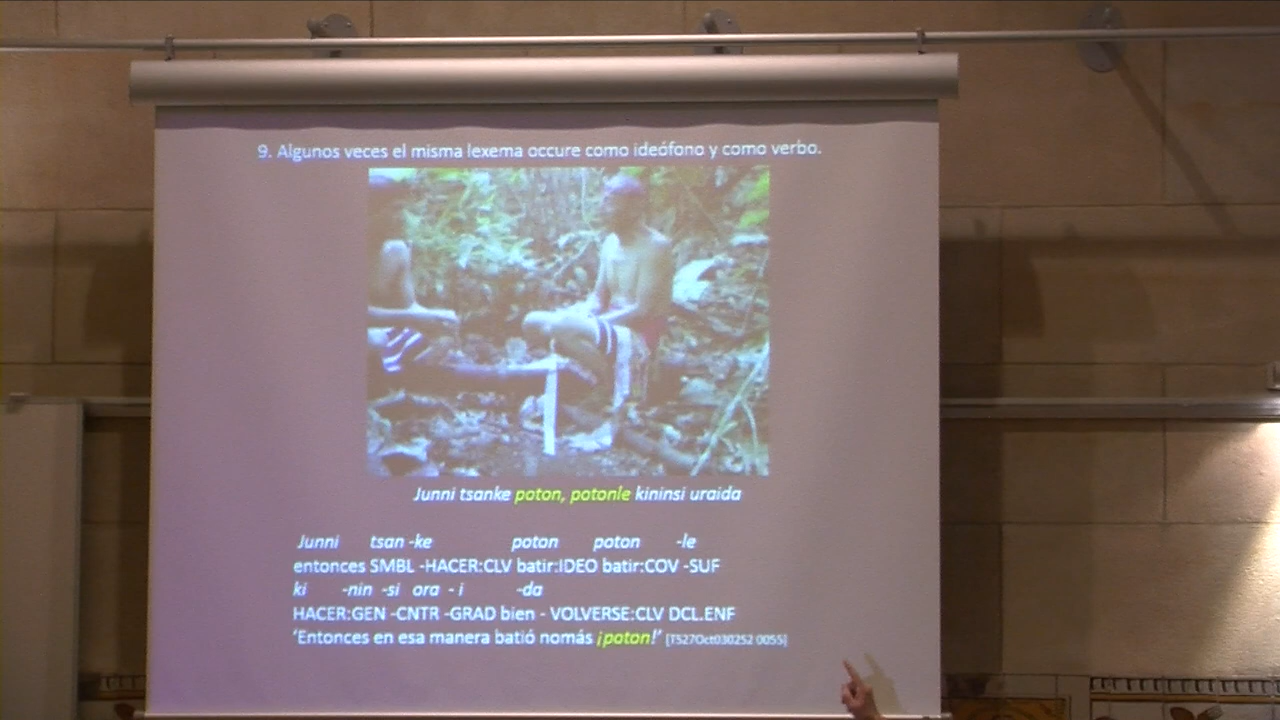 9. Algunos veces el misma lexema occure como ideófono y como verbo.
Junni tsanke poton, potonle kininsi uraida
Junni tsan -ke poton poton -le
entonces SMBL -HACER:CLV batir:IDEO batir:COV -SUF
ki -nin -si ora - i -da
HACER:GEN -CNTR -GRAD bien - VOLVERSE:CLV DCL.ENF
‘Entonces en esa manera batió nomás ¡poton!’ [TS27Oct030252 0055]